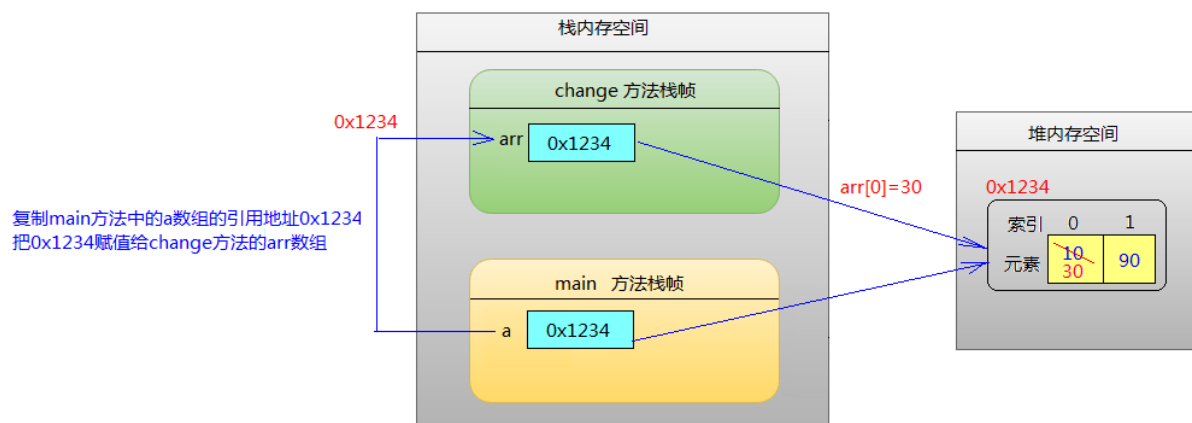 栈内存空间
change 方法栈帧
0x1234
arr
0x1234
堆内存空间
arr[0]=30
0x1234
索引 0 1
元素 10 90
30
复制main方法中的a数组的引用地址0x1234
把0x1234赋值给change方法的arr数组
main 方法栈帧
a
0x1234